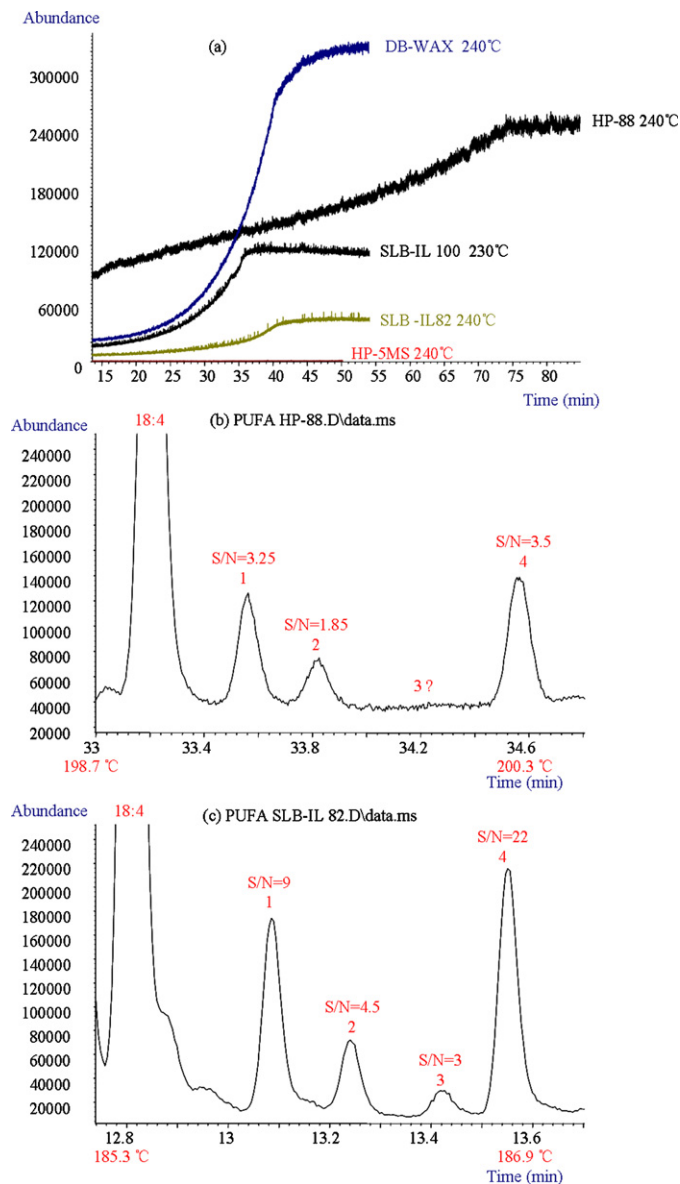 Abundance
(a)
DB-WAX 240℃
300000
240000
HP-88 240℃
180000
120000
SLB-IL 100 230℃
60000
SLB -IL82 240℃
HP-5MS 240℃
0
15 20 25 30 35 40 45 50 55 60 65 70 75 80
Time (min)
Abundance
18:4
(b) PUFA HP-88.D\data.ms
240000
220000
200000
180000
160000
S/N=3.5
S/N=3.25
4
140000
1
120000
S/N=1.85
100000
2
80000
60000
3 ?
40000
20000
33 33.4 33.8 34.2 34.6
198.7 ℃
200.3 ℃
Time (min)
Abundance
18:4
(c) PUFA SLB-IL 82.D\data.ms
240000
S/N=22
220000
4
200000
S/N=9
180000
1
160000
140000
120000
100000
S/N=4.5
80000
2
60000
S/N=3
40000
3
20000
12.8 13 13.2 13.4 13.6
185.3 ℃
186.9 ℃
Time (min)